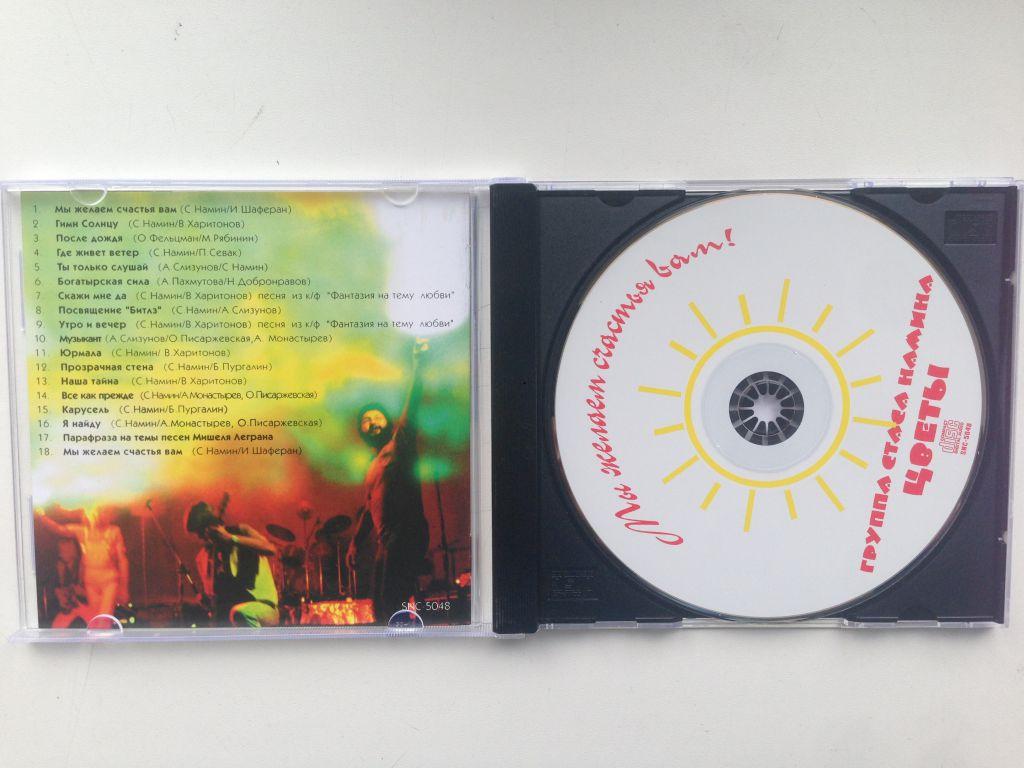 1. Мы желаем счастья вам (С Намин/И Шаферан)
2. Гимн Солнцу (С Намин/В Харитонов)
3. После дождя (О Фельцман/М Рябинин)
4. Где живет ветер (С Намин/П Севак)
5. Ты только слушай (А Слизунов/С Намин)
6. Богатырская сила (А.Пахмутова/Н Добронравов)
7. Скажи мне да (С Намин/В Харитонов) песня из к/ф "Фантазия на тему любви"
8. Посвящение "Битлз" (С Намин/А Слизунов)
9. Утро и вечер (С Намин/В Харитонов) песня из к/ф "Фантазия на тему любви"
10. Музыкант (А Слизунов/О Писаржевская,А. Монастырев)
11. Юрмала (С Намин/ В Харитонов)
12. Прозрачная стена (С.Намин/Б Пургалин)
13. Наша тайна (С Намин/В Харитонов)
14. Все как прежде (С.Намин/А.Монастырев, О.Писаржевская)
15. Карусель (С Намин/Б.Пургалин)
16. Я найду (С.Намин/А.Монастырев, О.Писаржевская)
17. Парафраза на темы песен Мишеля Леграна
18. Мы желаем счастья вам (С Намин/И Шаферан)
SNC 5048
Мы желаем счастья вам!
ГРУППА СТАСА НАМИНА
ЦВЕТЫ
COMPACT
disc
DIGITAL AUDIO
SNC-5048